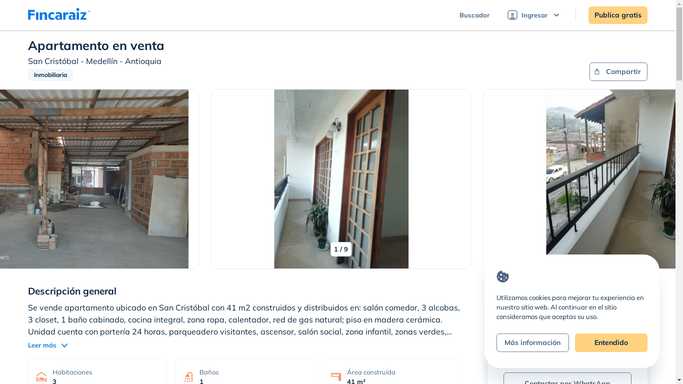 Fincaraiz
Buscador
Ingresar
Publica gratis
Apartamento en venta
San Cristóbal - Medellín - Antioquia
Inmobiliaria
Compartir
1 / 9
Descripción general
Se vende apartamento ubicado en San Cristóbal con 41 m2 construidos y distribuidos en: salón comedor, 3 alcobas,
3 closet, 1 baño cabinado, cocina integral, zona ropa, calentador, red de gas natural; piso en madera cerámica.
Unidad cuenta con portería 24 horas, parqueadero visitantes, ascensor, salón social, zona infantil, zonas verdes,...
Leer más
Habitaciones
3
Baños
1
Área construida
41 m²
Utilizamos cookies para mejorar tu experiencia en
nuestro sitio web. Al continuar en el sitio
consideramos que aceptas su uso.
Más información
Entendido
Contactar por WhatsApp